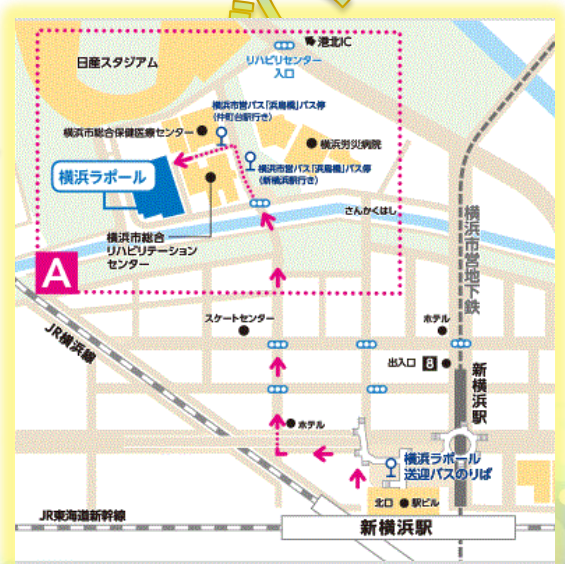 港北IC
日産スタジアム
リハビリセンター
入口
横浜市営バス「浜鳥橋」バス停
(仲町台駅行き)
横浜市総合保健医療センター
横浜労災病院
横浜市営バス「浜鳥橋」バス停
(新横浜駅行き)
横浜ラポール
さんかくはし
横浜市営地下鉄
横浜市総合
リハビリテーション
センター
A
スケートセンター
ホテル
JR横浜線
出入口 8
新横浜駅
ホテル
横浜ラポール
送迎バスのりば
北口
駅ビル
JR東海道新幹線
新横浜駅